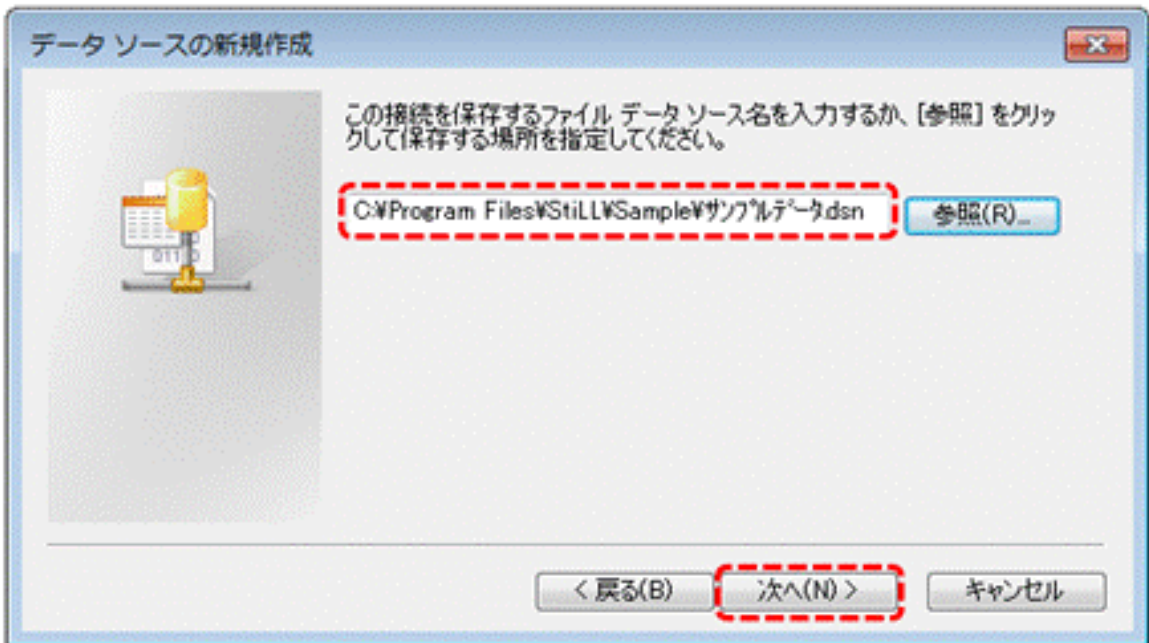 データ ソースの新規作成
この接続を保存するファイル データ ソース名を入力するか、[参照] をクリッ
クして保存する場所を指定してください。
C:¥Program Files¥StiLL¥Sample¥ｻﾝﾌﾟﾙﾃﾞｰﾀ.dsn
参照(R)...
< 戻る(B)
次へ(N) >
キャンセル